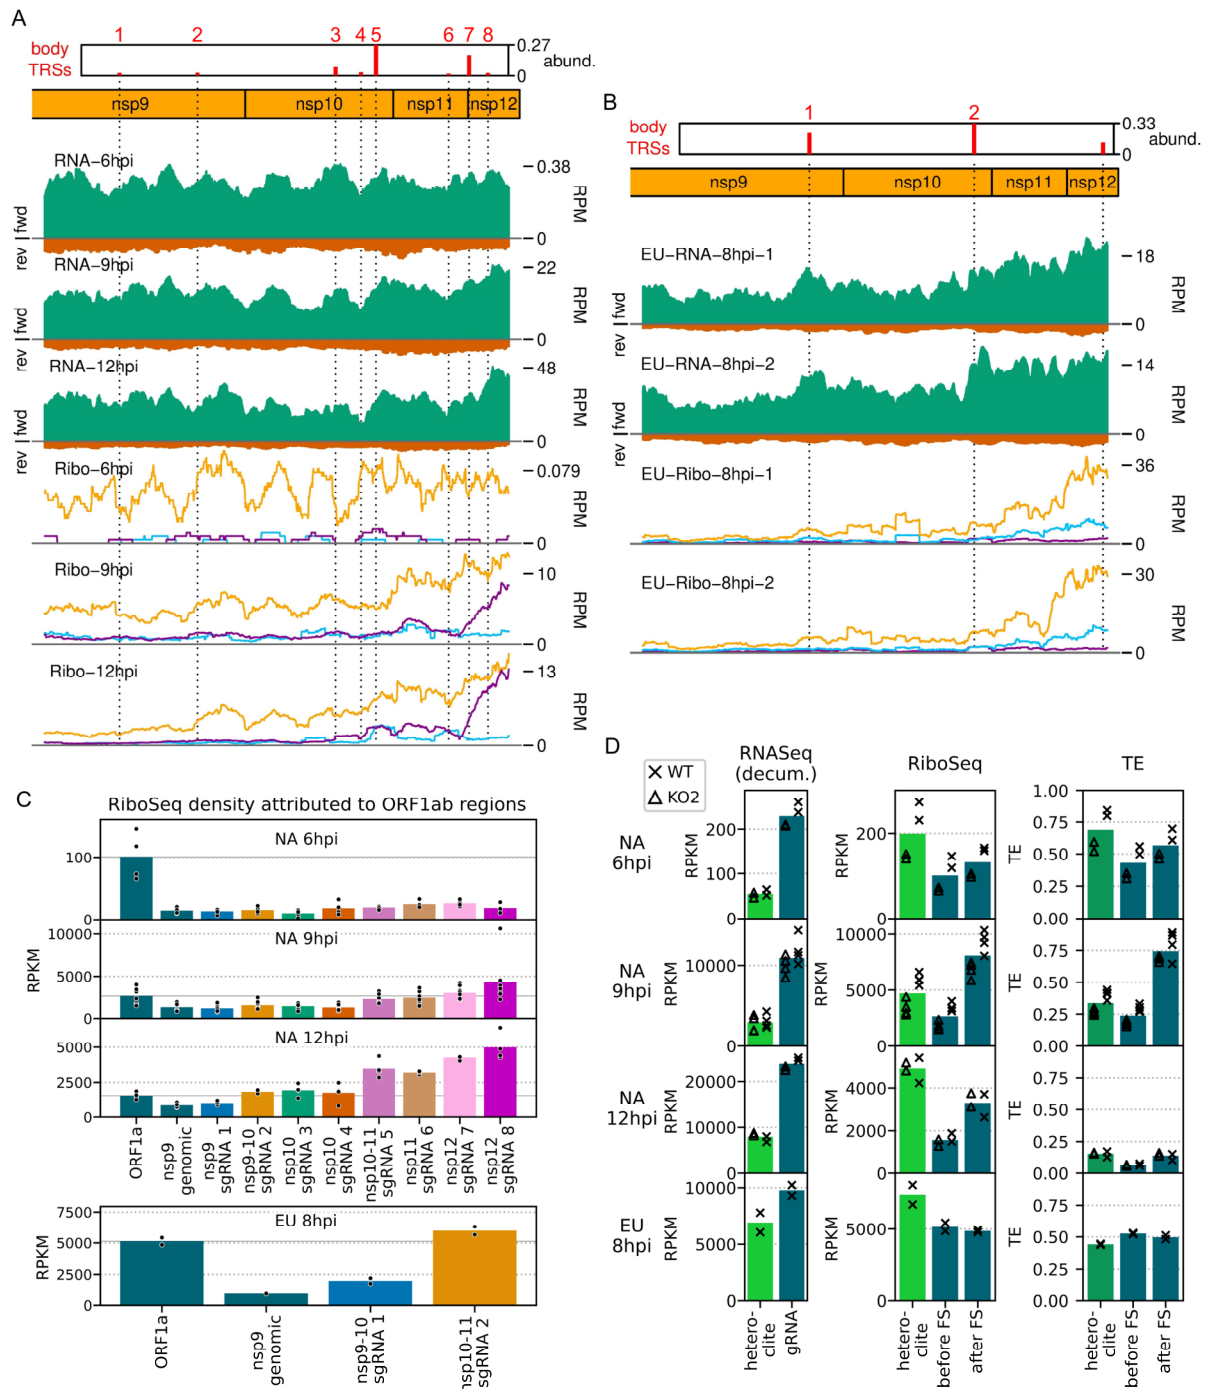 A
1 2 3 4 5 6 7 8
body
TRSs
0.27
0
abund.
nsp9 nsp10 nsp11 nsp12
RNA-6hpi
0.38
0
RPM
rev | fwd
RNA-9hpi
22
0
RPM
rev | fwd
RNA-12hpi
48
0
RPM
rev | fwd
Ribo-6hpi
0.079
0
RPM
Ribo-9hpi
10
0
RPM
Ribo-12hpi
13
0
RPM
B
1 2
body
TRSs
0.33
0
abund.
nsp9 nsp10 nsp11 nsp12
EU-RNA-8hpi-1
18
0
RPM
rev | fwd
EU-RNA-8hpi-2
14
0
RPM
rev | fwd
EU-Ribo-8hpi-1
36
0
RPM
EU-Ribo-8hpi-2
30
0
RPM
C
RiboSeq density attributed to ORF1ab regions
NA 6hpi
100
0
NA 9hpi
10000
5000
0
RPKM
NA 12hpi
5000
2500
0
ORF1a
nsp9
genomic
nsp9
sgRNA 1
nsp9-10
sgRNA 2
nsp10
sgRNA 3
nsp10
sgRNA 4
nsp10-11
sgRNA 5
nsp11
sgRNA 6
nsp12
sgRNA 7
nsp12
sgRNA 8
EU 8hpi
7500
5000
2500
0
RPKM
ORF1a
nsp9
genomic
nsp9-10
sgRNA 1
nsp10-11
sgRNA 2
D
WT
KO2
RNASeq
(decum.)
RiboSeq
TE
NA
6hpi
RPKM
200
100
0
RPKM
200
0
TE
1.00
0.75
0.50
0.25
0.00
NA
9hpi
RPKM
10000
0
RPKM
10000
5000
0
TE
0.75
0.50
0.25
0.00
NA
12hpi
RPKM
20000
10000
0
RPKM
4000
2000
0
TE
0.75
0.50
0.25
0.00
EU
8hpi
RPKM
10000
5000
0
RPKM
5000
0
TE
0.75
0.50
0.25
0.00
hetero-
clite
gRNA
hetero-
clite
before FS
after FS
hetero-
clite
before FS
after FS